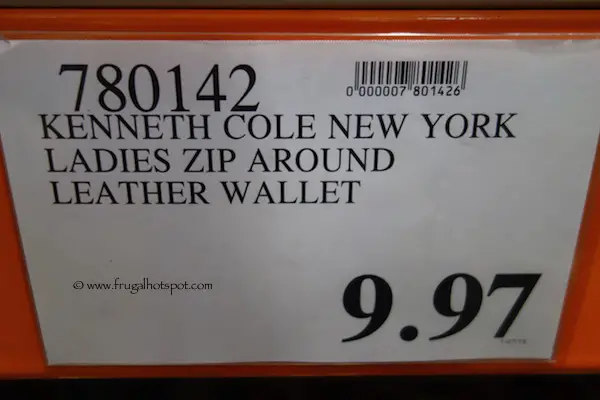 780142
0 000007 801426
KENNETH COLE NEW YORK
LADIES ZIP AROUND
LEATHER WALLET
© www.frugalhotspot.com
9.97